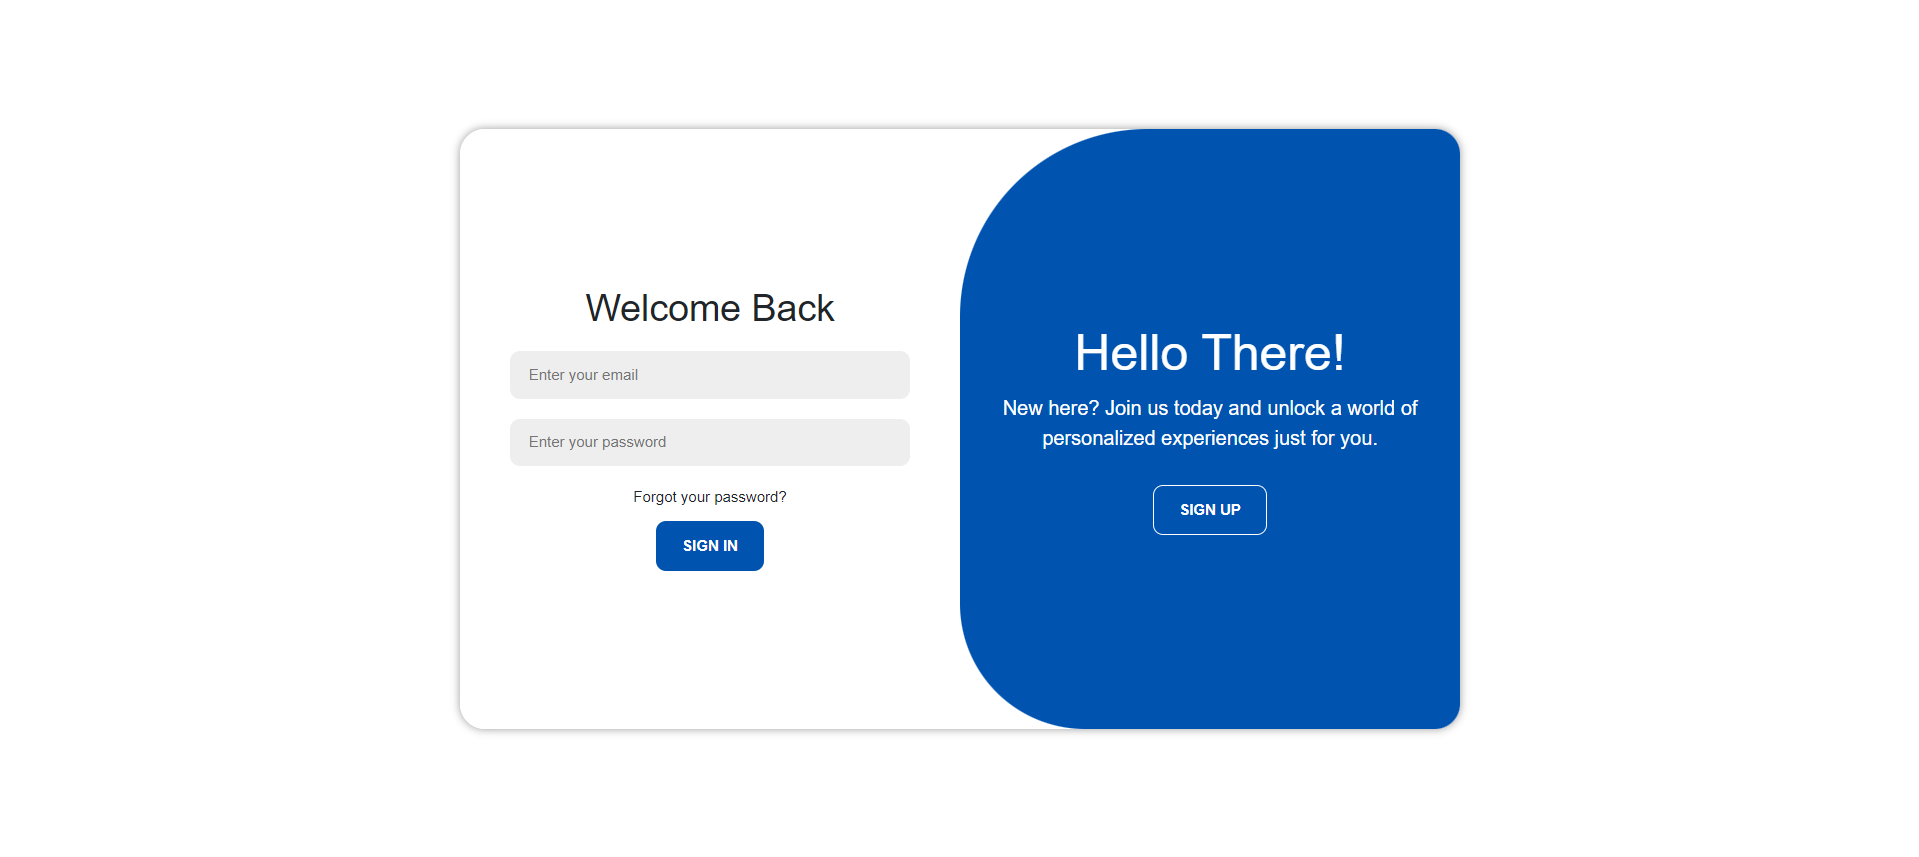 Welcome Back
Enter your email
Enter your password
Forgot your password?
SIGN IN
Hello There!
New here? Join us today and unlock a world of
personalized experiences just for you.
SIGN UP